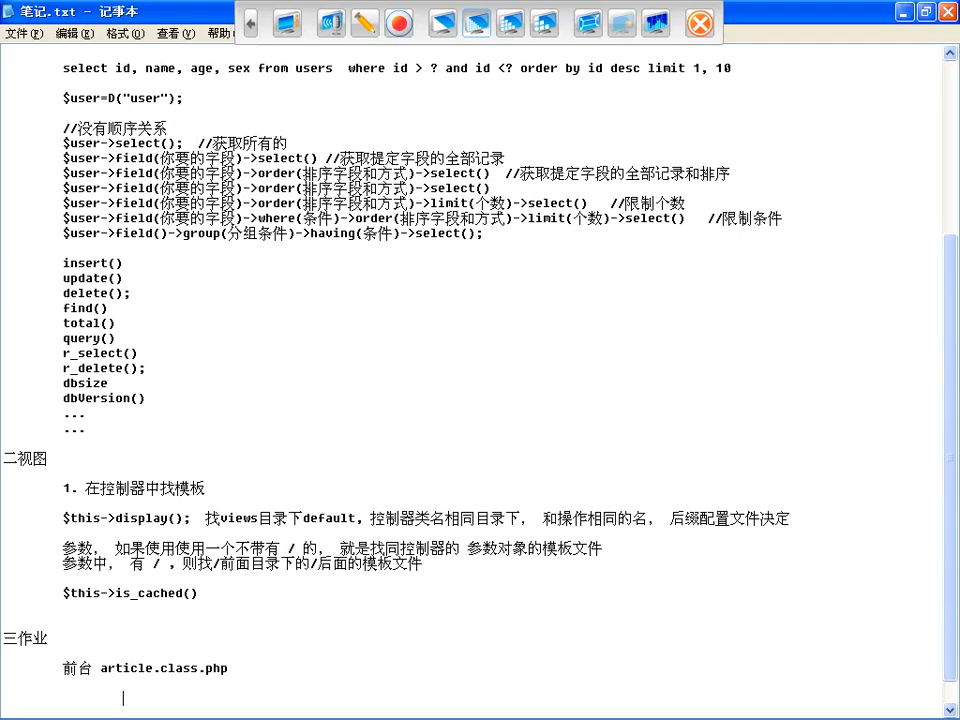 笔记.txt - 记事本
文件(F) 编辑(E) 格式(O) 查看(V) 帮助
select id, name, age, sex from users  where id > ? and id <? order by id desc limit 1, 10
$user=D("user");
//没有顺序关系
$user->select();  //获取所有的
$user->field(你要的字段)->select() //获取提定字段的全部记录
$user->field(你要的字段)->order(排序字段和方式)->select()  //获取提定字段的全部记录和排序
$user->field(你要的字段)->order(排序字段和方式)->select()
$user->field(你要的字段)->order(排序字段和方式)->limit(个数)->select()   //限制个数
$user->field(你要的字段)->where(条件)->order(排序字段和方式)->limit(个数)->select()   //限制条件
$user->field()->group(分组条件)->having(条件)->select();
insert()
update()
delete();
find()
total()
query()
r_select()
r_delete();
dbsize
dbVersion()
...
...
二视图
1. 在控制器中找模板
$this->display();  找views目录下default，控制器类名相同目录下， 和操作相同的名， 后缀配置文件决定
参数， 如果使用使用一个不带有 / 的， 就是找同控制器的 参数对象的模板文件
参数中， 有 / ，则找/前面目录下的/后面的模板文件
$this->is_cached()
三作业
前台 article.class.php